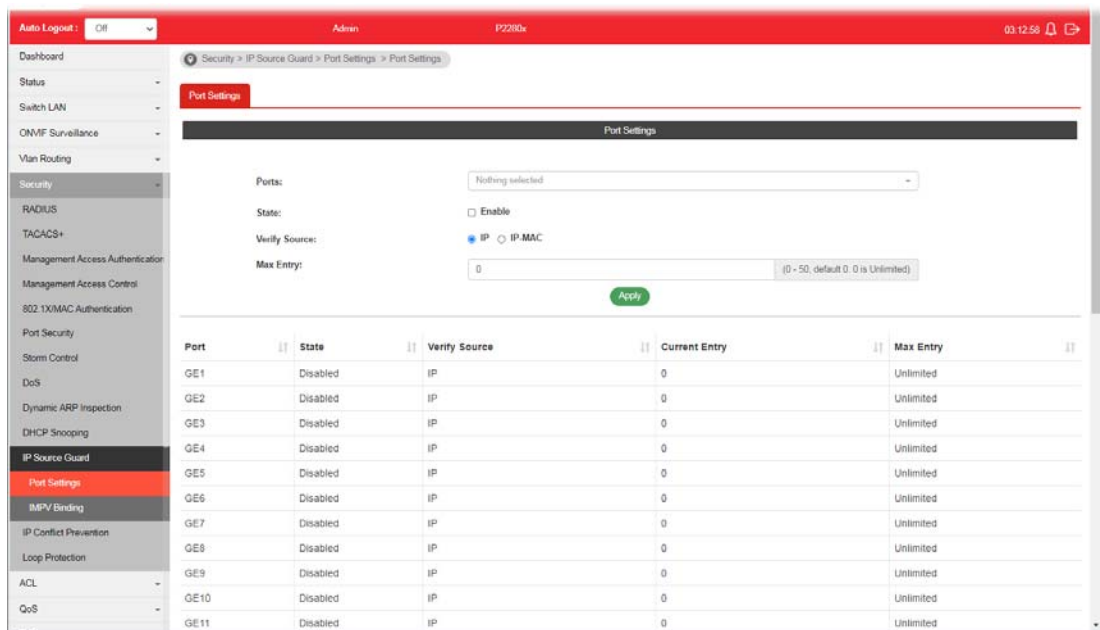 Auto Logout : Off Admin P2280x 03:12:58
Dashboard
Status
Switch LAN
ONVIF Surveillance
Vlan Routing
Security
RADIUS
TACACS+
Management Access Authentication
Management Access Control
802.1X/MAC Authentication
Port Security
Storm Control
DoS
Dynamic ARP Inspection
DHCP Snooping
IP Source Guard
Port Settings
IMPV Binding
IP Conflict Prevention
Loop Protection
ACL
QoS
Security > IP Source Guard > Port Settings > Port Settings
Port Settings
Port Settings
Ports: Nothing selected
State: Enable
Verify Source: IP IP-MAC
Max Entry: 0 (0 - 50, default 0. 0 is Unlimited)
Apply
Port State Verify Source Current Entry Max Entry
GE1 Disabled IP 0 Unlimited
GE2 Disabled IP 0 Unlimited
GE3 Disabled IP 0 Unlimited
GE4 Disabled IP 0 Unlimited
GE5 Disabled IP 0 Unlimited
GE6 Disabled IP 0 Unlimited
GE7 Disabled IP 0 Unlimited
GE8 Disabled IP 0 Unlimited
GE9 Disabled IP 0 Unlimited
GE10 Disabled IP 0 Unlimited
GE11 Disabled IP 0 Unlimited